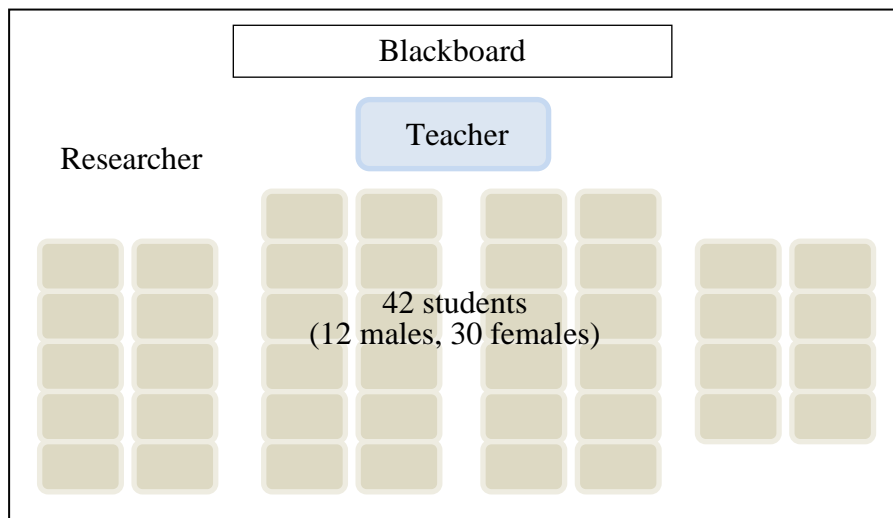 Blackboard
Teacher
Researcher
42 students
(12 males, 30 females)